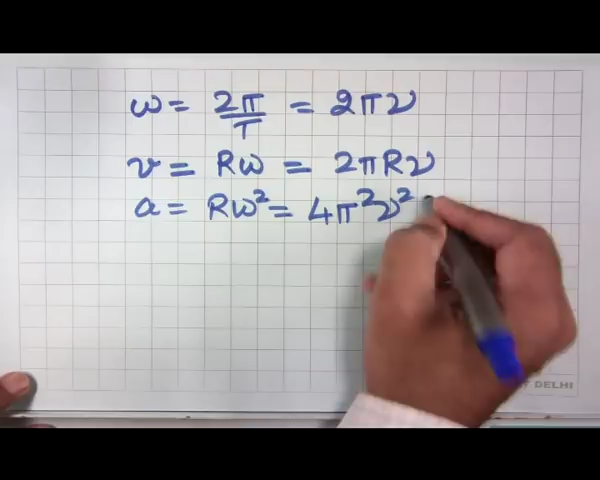 ω = 2π/T = 2πν
v = Rω = 2πRν
a = Rω² = 4π²ν²
DELHI